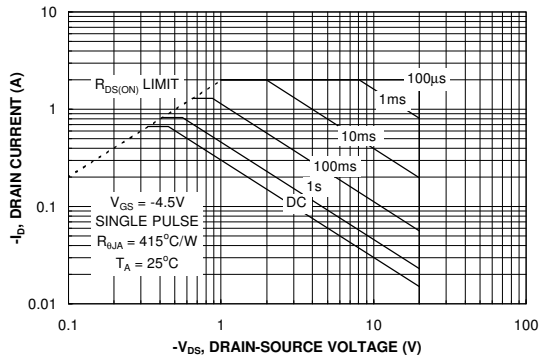 10
1
0.1
0.01
-I_D, DRAIN CURRENT (A)
R_DS(ON) LIMIT
100µs
1ms
10ms
100ms
1s
DC
V_GS = -4.5V
SINGLE PULSE
R_θJA = 415°C/W
T_A = 25°C
0.1
1
10
100
-V_DS, DRAIN-SOURCE VOLTAGE (V)